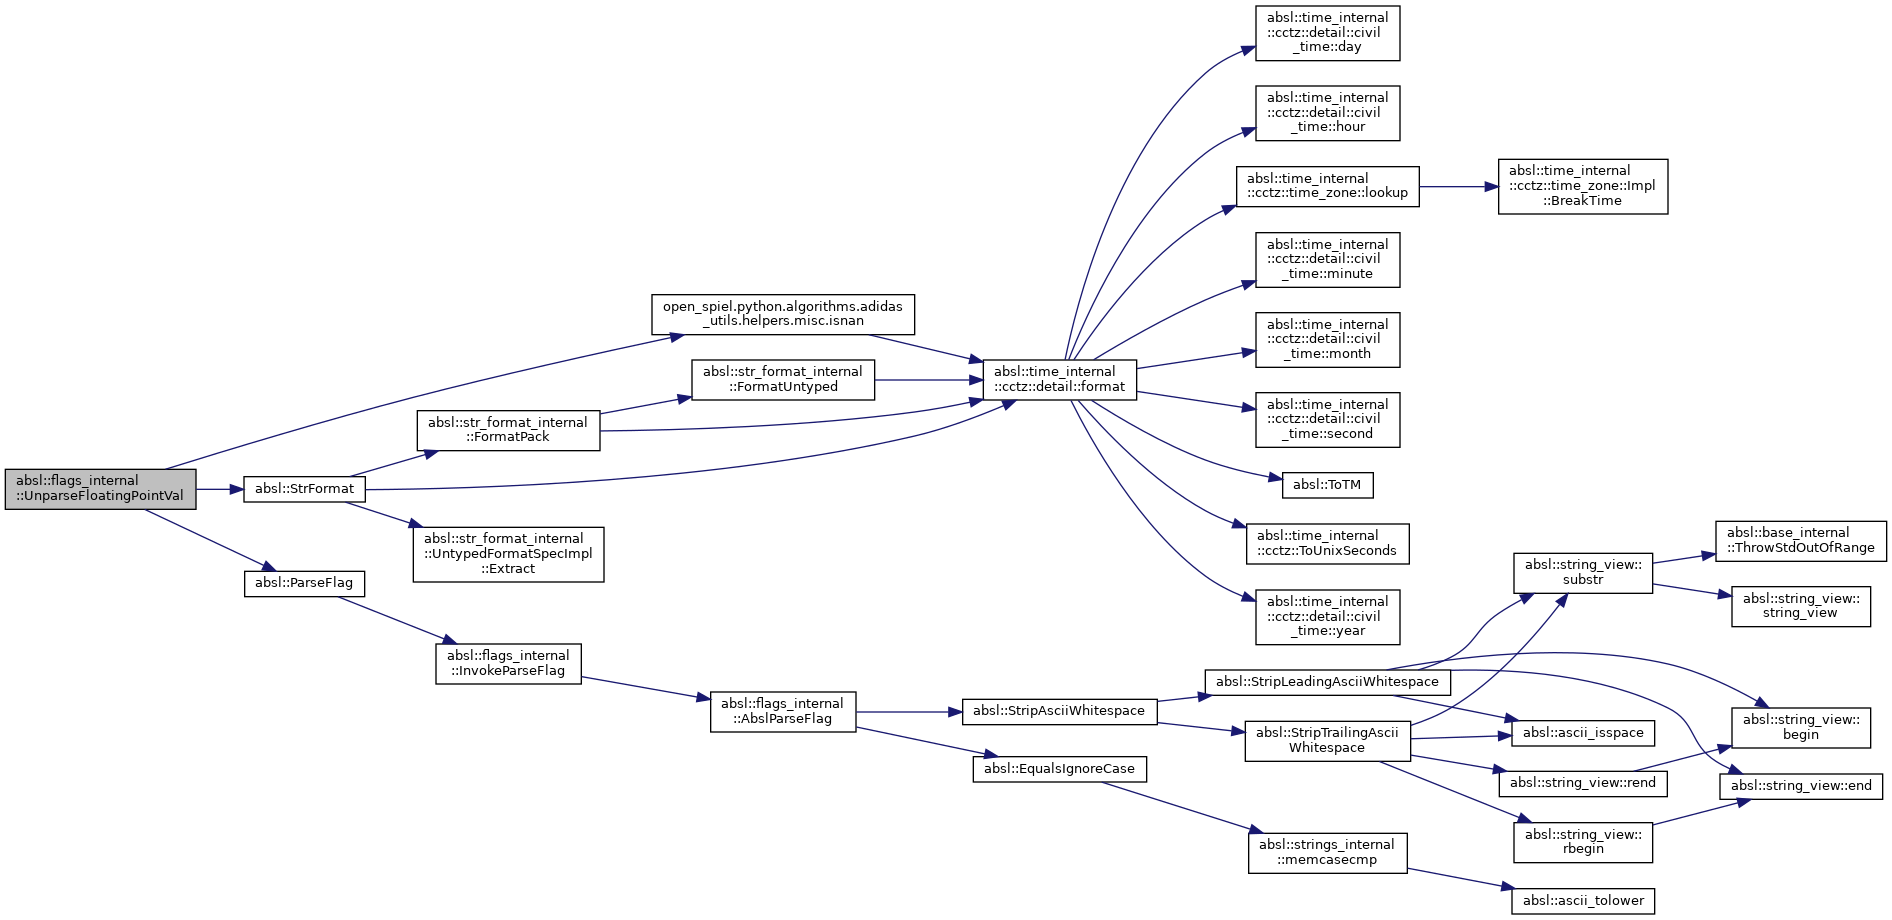 absl::flags_internal
::UnparseFloatingPointVal
open_spiel.python.algorithms.adidas
_utils.helpers.misc.isnan
absl::StrFormat
absl::ParseFlag
absl::str_format_internal
::FormatPack
absl::str_format_internal
::UntypedFormatSpecImpl
::Extract
absl::str_format_internal
::FormatUntyped
absl::time_internal
::cctz::detail::format
absl::time_internal
::cctz::detail::civil
_time::day
absl::time_internal
::cctz::detail::civil
_time::hour
absl::time_internal
::cctz::time_zone::lookup
absl::time_internal
::cctz::time_zone::Impl
::BreakTime
absl::time_internal
::cctz::detail::civil
_time::minute
absl::time_internal
::cctz::detail::civil
_time::month
absl::time_internal
::cctz::detail::civil
_time::second
absl::ToTM
absl::time_internal
::cctz::ToUnixSeconds
absl::time_internal
::cctz::detail::civil
_time::year
absl::flags_internal
::InvokeParseFlag
absl::flags_internal
::AbslParseFlag
absl::StripAsciiWhitespace
absl::EqualsIgnoreCase
absl::StripLeadingAsciiWhitespace
absl::StripTrailingAscii
Whitespace
absl::strings_internal
::memcasecmp
absl::string_view::
substr
absl::base_internal
::ThrowStdOutOfRange
absl::string_view::
string_view
absl::ascii_isspace
absl::string_view::rend
absl::string_view::
rbegin
absl::string_view::
begin
absl::string_view::end
absl::ascii_tolower